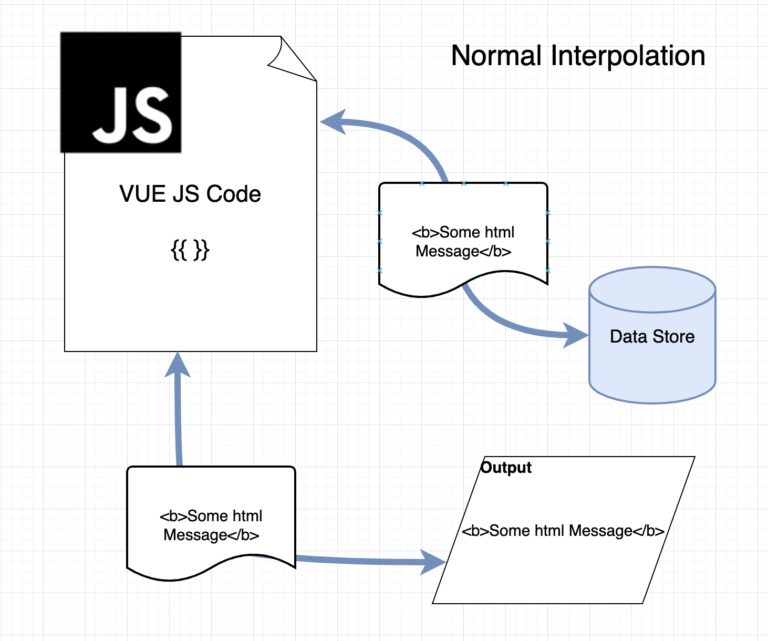 Normal Interpolation
JS
VUE JS Code
{{ }}
<b>Some html
Message</b>
Data Store
<b>Some html
Message</b>
Output
<b>Some html Message</b>